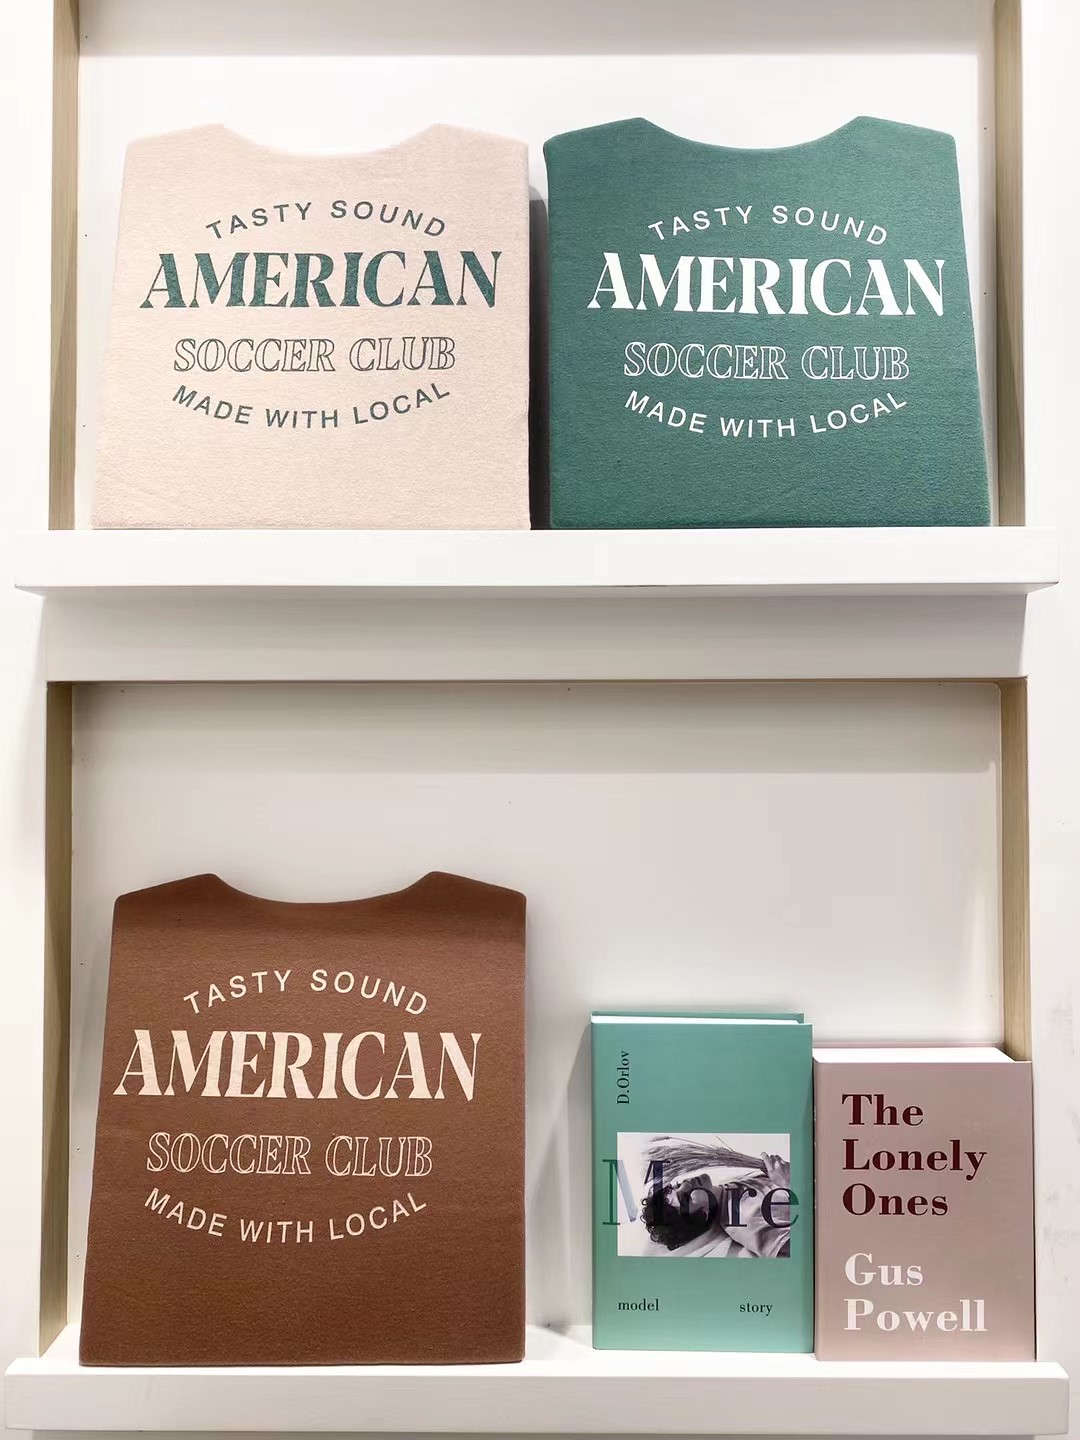 TASTY SOUND
AMERICAN
SOCCER CLUB
MADE WITH LOCAL
TASTY SOUND
AMERICAN
SOCCER CLUB
MADE WITH LOCAL
TASTY SOUND
AMERICAN
SOCCER CLUB
MADE WITH LOCAL
D.Orlov
More
model story
The
Lonely
Ones
Gus
Powell